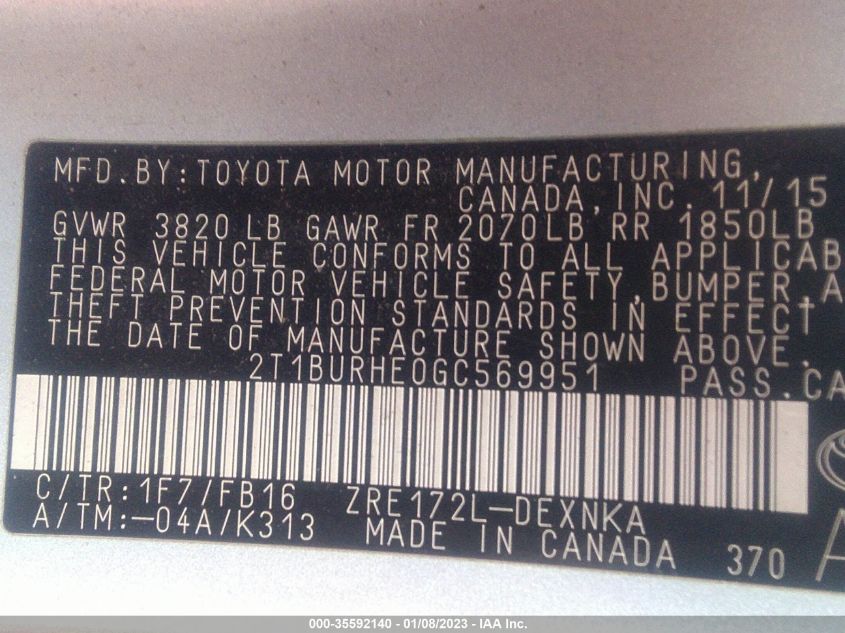 MFD.BY:TOYOTA MOTOR MANUFACTURING,
CANADA,INC. 11/15
GVWR 3820 LB GAWR FR 2070LB RR 1850LB
THIS VEHICLE CONFORMS TO ALL APPLICAB
FEDERAL MOTOR VEHICLE SAFETY,BUMPER,A
THEFT PREVENTION STANDARDS IN EFFECT
THE DATE OF MANUFACTURE SHOWN ABOVE.
2T1BURHE0GC569951 PASS.CA
C/TR:1F7/FB16 ZRE172L-DEXNKA
A/TM:-04A/K313 MADE IN CANADA 370 A
000-35592140 - 01/08/2023 - IAA Inc.